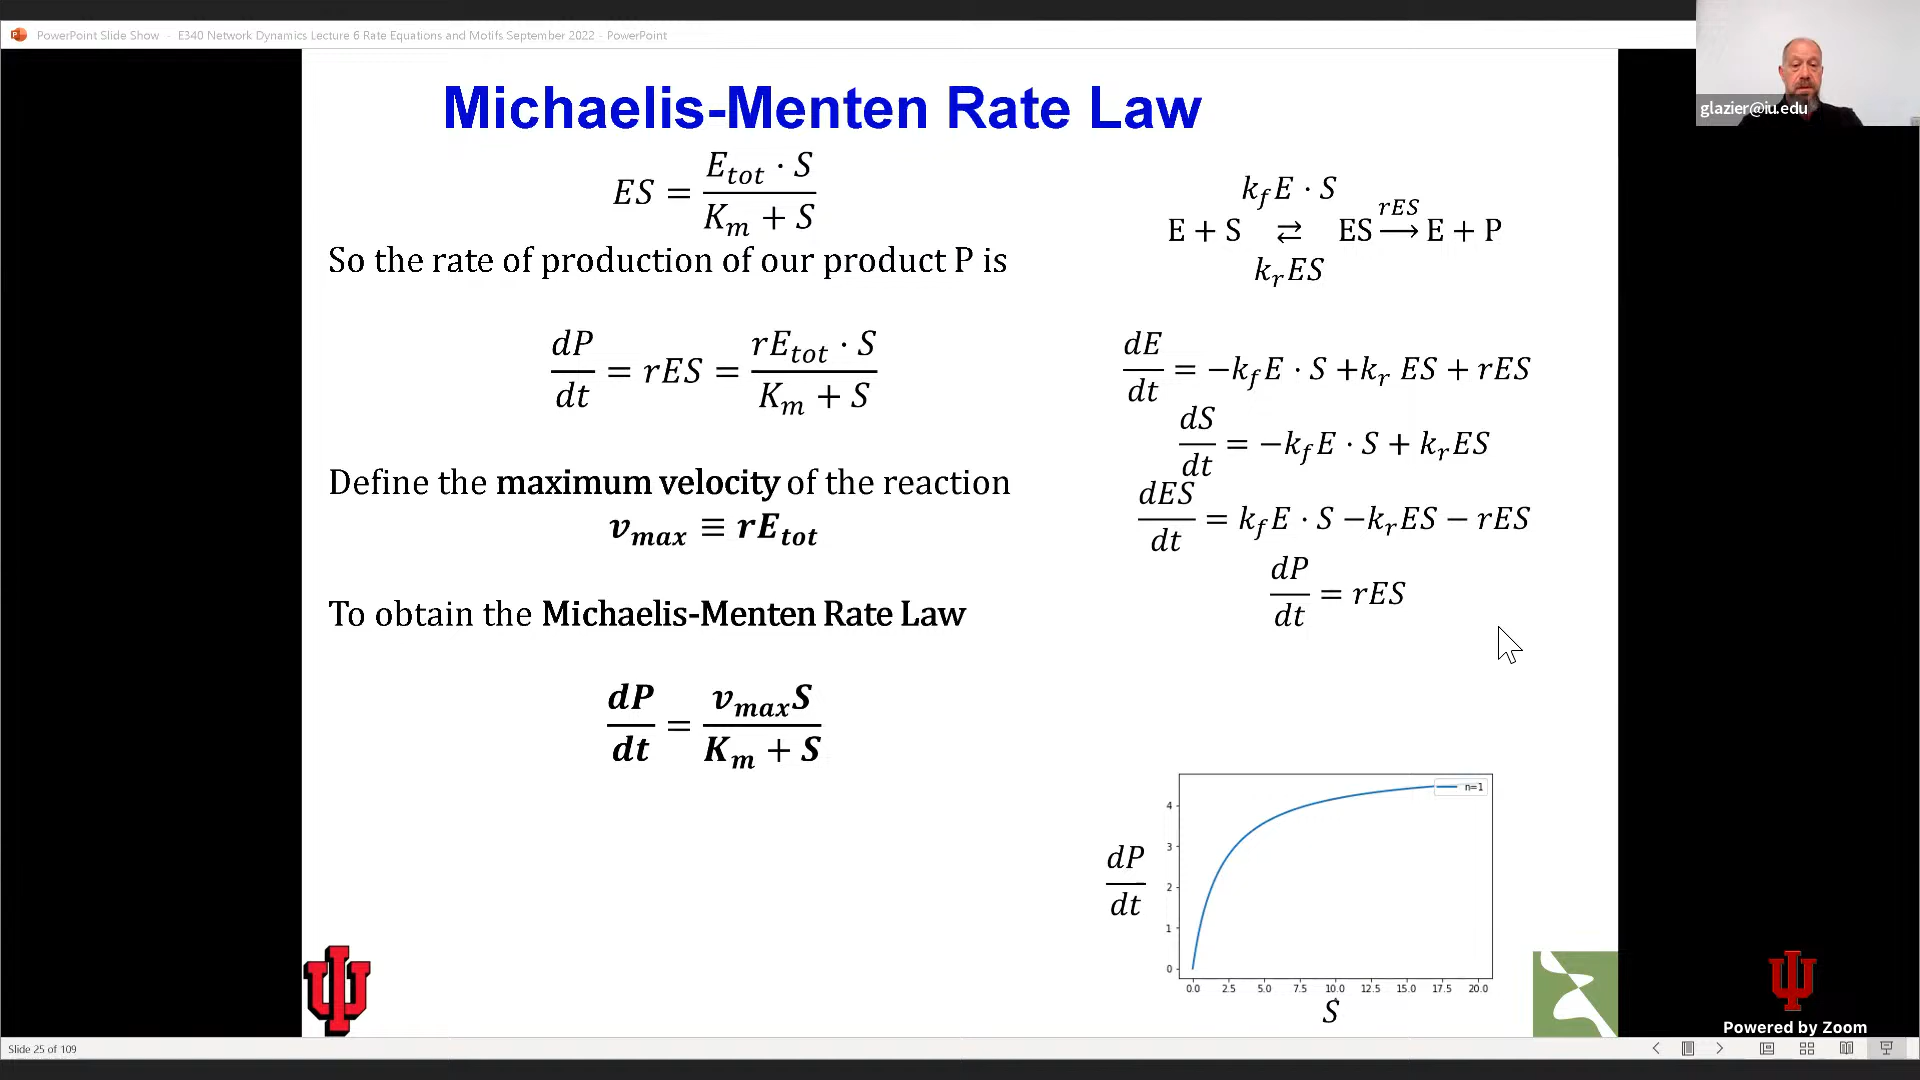 PowerPoint Slide Show - E340 Network Dynamics Lecture 6 Rate Equations and Motifs September 2022 - PowerPoint
glazier@iu.edu
Michaelis-Menten Rate Law
ES = E_tot · S / K_m + S
So the rate of production of our product P is
dP/dt = rES = rE_tot · S / K_m + S
Define the maximum velocity of the reaction
v_max ≡ rE_tot
To obtain the Michaelis-Menten Rate Law
dP/dt = v_max S / K_m + S
k_f E · S
E + S ⇄ ES rES⟶ E + P
k_r ES
dE/dt = −k_f E · S +k_r ES + rES
dS/dt = −k_f E · S + k_r ES
dES/dt = k_f E · S −k_r ES − rES
dP/dt = rES
n=1
4
3
2
1
0
dP/dt
0.0 2.5 5.0 7.5 10.0 12.5 15.0 17.5 20.0
S
Powered by Zoom
Slide 25 of 109